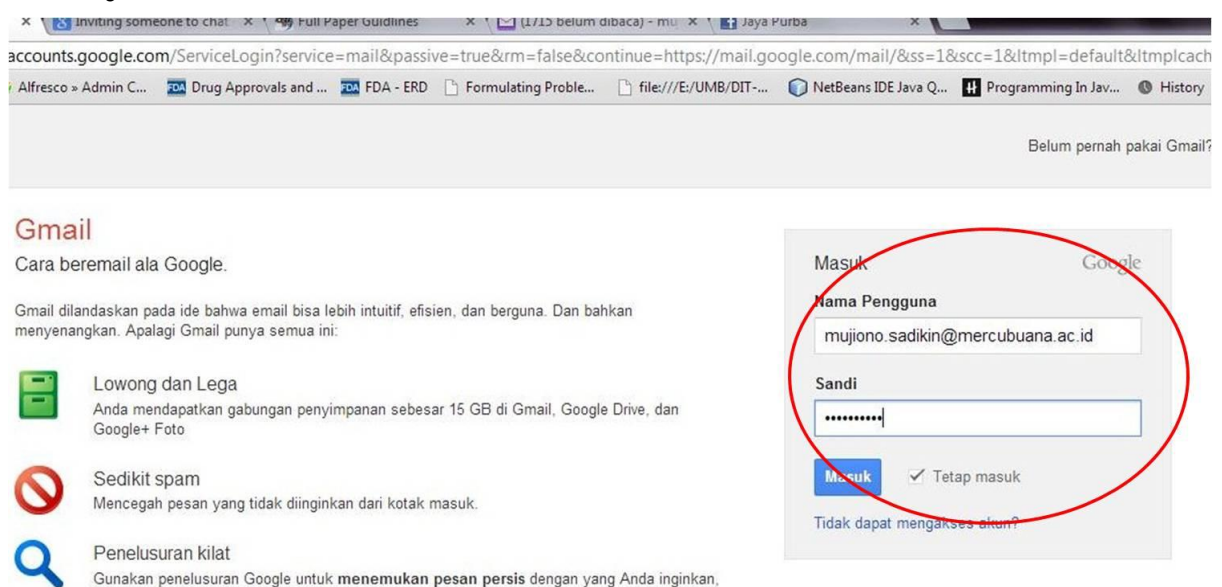 Inviting someone to chat
Full Paper Guidlines
(1715 belum dibaca) - mu
Jaya Purba
accounts.google.com/ServiceLogin?service=mail&passive=true&rm=false&continue=https://mail.google.com/mail/&ss=1&scc=1&ltmpl=default&ltmplcach
Alfresco » Admin C... FDA Drug Approvals and ... FDA FDA - ERD Formulating Proble... file:///E:/UMB/DIT-... NetBeans IDE Java Q... H Programming In Jav... History
Belum pernah pakai Gmail?
Gmail
Cara beremail ala Google.
Gmail dilandaskan pada ide bahwa email bisa lebih intuitif, efisien, dan berguna. Dan bahkan
menyenangkan. Apalagi Gmail punya semua ini:
Lowong dan Lega
Anda mendapatkan gabungan penyimpanan sebesar 15 GB di Gmail, Google Drive, dan
Google+ Foto
Sedikit spam
Mencegah pesan yang tidak diinginkan dari kotak masuk.
Penelusuran kilat
Gunakan penelusuran Google untuk menemukan pesan persis dengan yang Anda inginkan,
Masuk Google
Nama Pengguna
mujiono.sadikin@mercubuana.ac.id
Sandi
••••••••••
Masuk Tetap masuk
Tidak dapat mengakses akun?